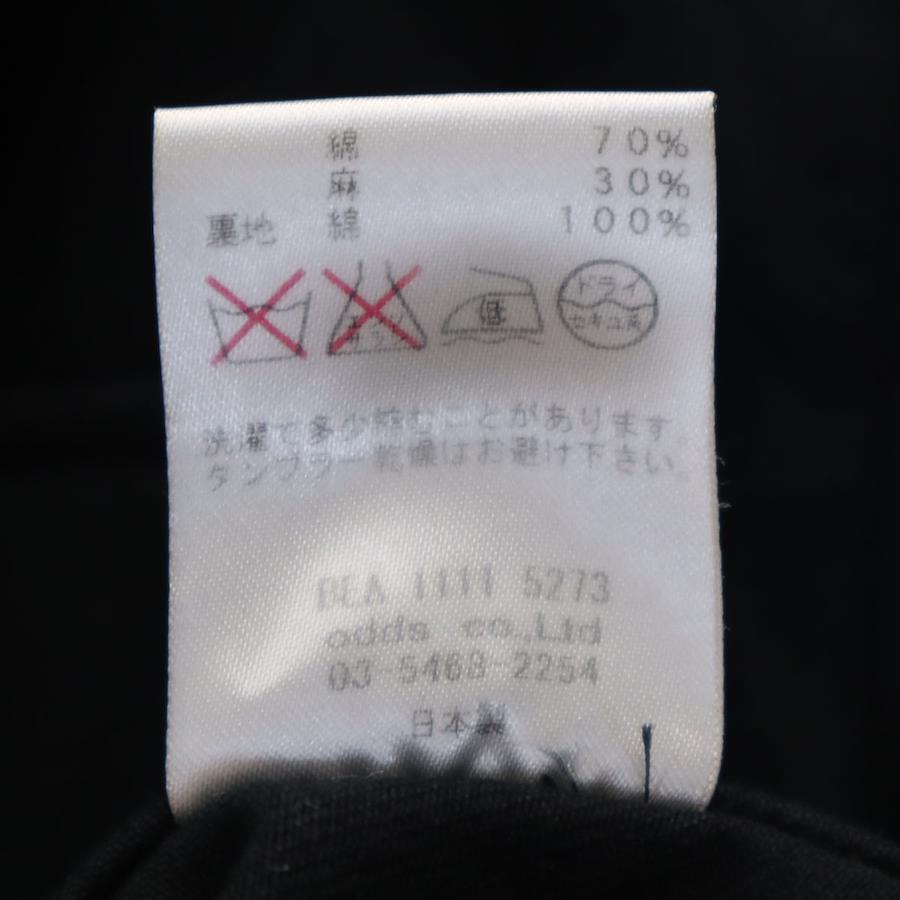 綿 70%
麻 30%
裏地 綿 100%
低
ドライ
セキユ系
洗濯で多少縮むことがあります
タンブラー乾燥はお避け下さい。
BEA 1111 5273
odds co.,Ltd
03-5468-2254
日本製